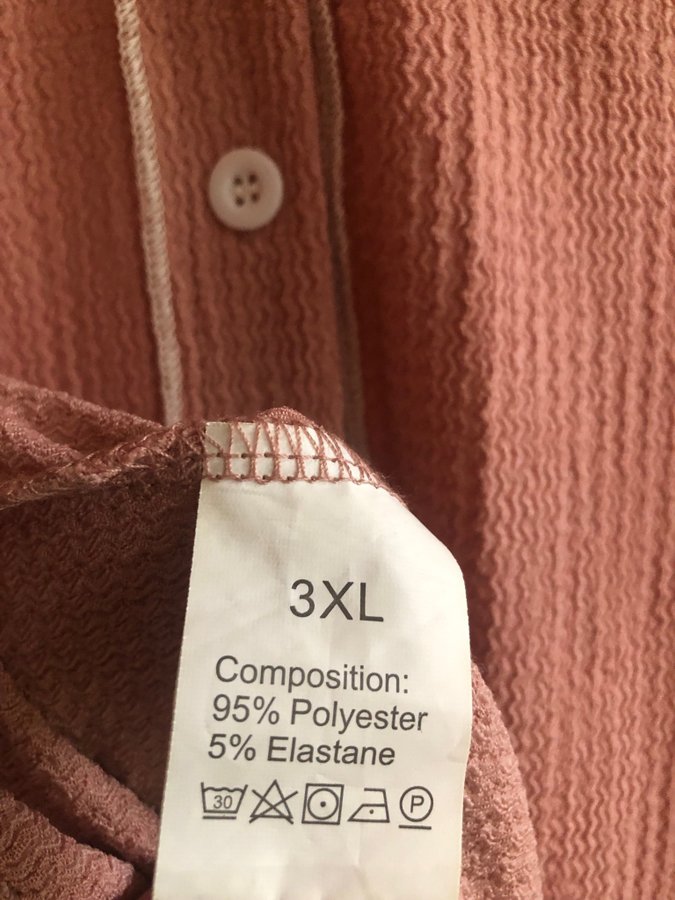 3XL
Composition:
95% Polyester
5% Elastane
30 P